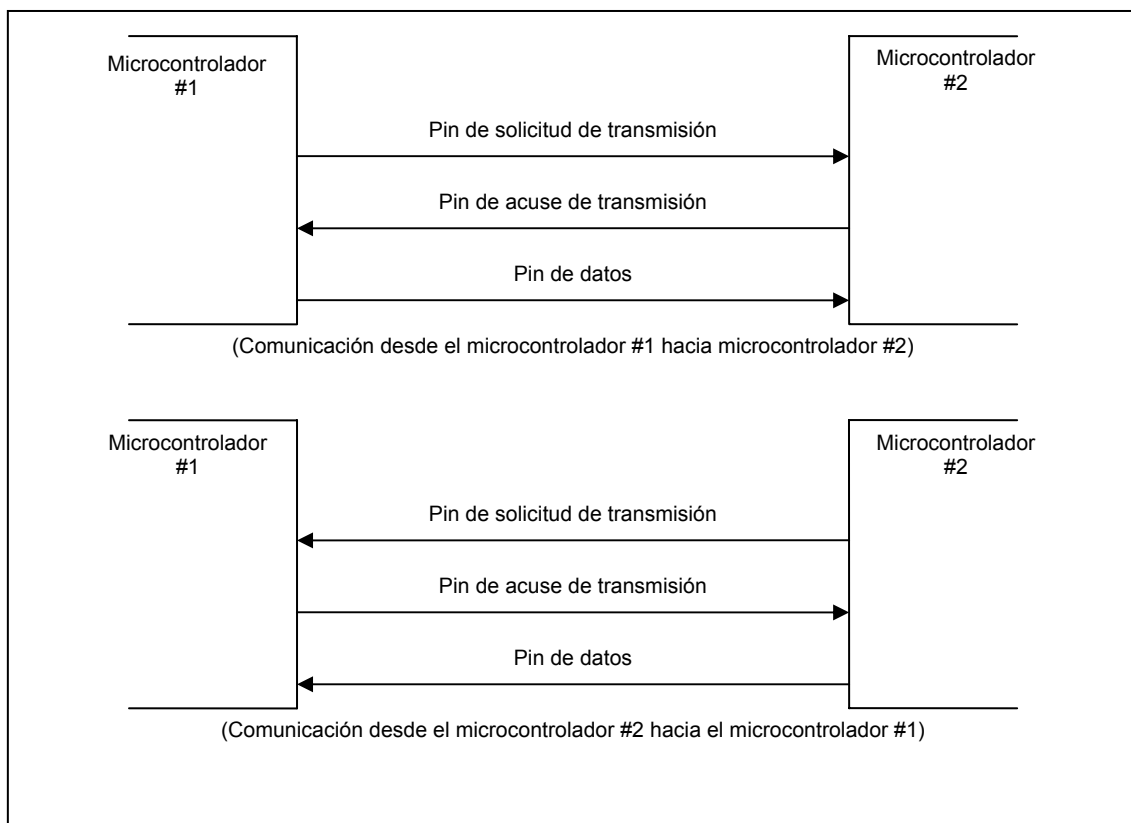 Microcontrolador
#1
Microcontrolador
#2
Pin de solicitud de transmisión
Pin de acuse de transmisión
Pin de datos
(Comunicación desde el microcontrolador #1 hacia microcontrolador #2)
Microcontrolador
#1
Microcontrolador
#2
Pin de solicitud de transmisión
Pin de acuse de transmisión
Pin de datos
(Comunicación desde el microcontrolador #2 hacia el microcontrolador #1)